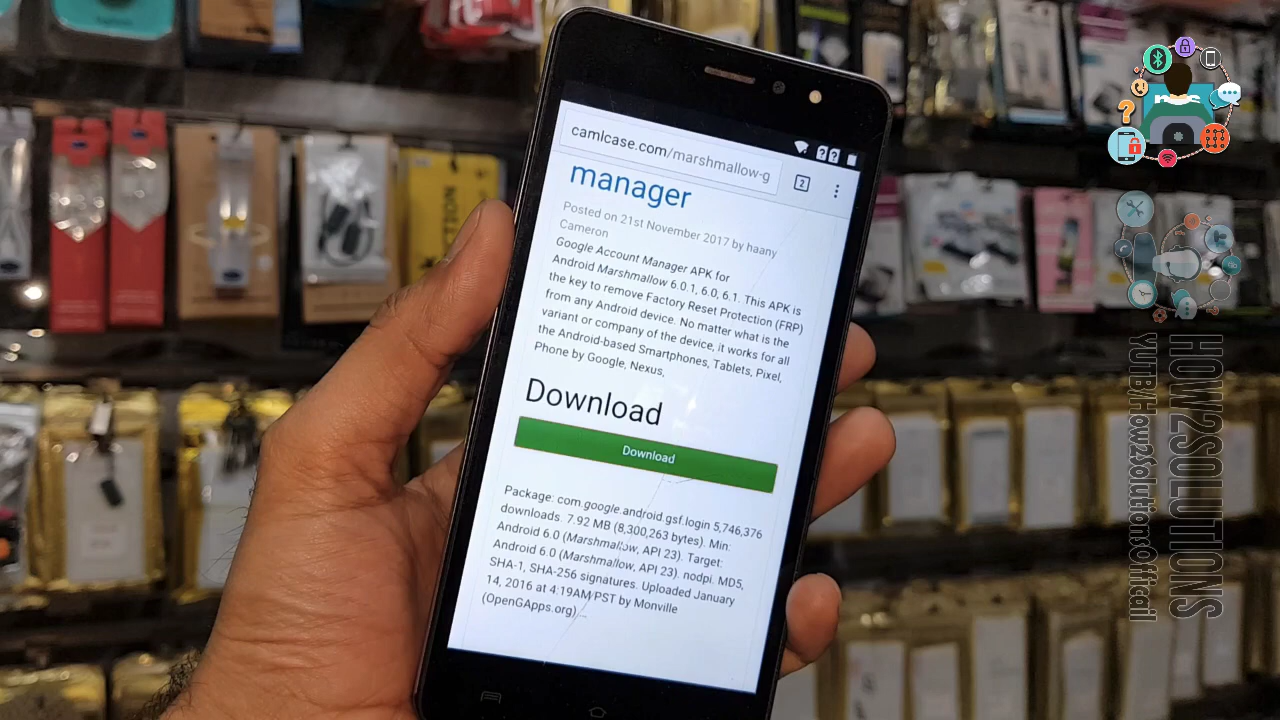 camlcase.com/marshmallow-g
2
manager
Posted on 21st November 2017 by haany
Cameron
Google Account Manager APK for
Android Marshmallow 6.0.1, 6.0, 6.1. This APK is
the key to remove Factory Reset Protection (FRP)
from any Android device. No matter what is the
variant or company of the device, it works for all
the Android-based Smartphones, Tablets, Pixel,
Phone by Google, Nexus,
Download
Download
Package: com.google.android.gsf.login 5,746,376
downloads. 7.92 MB (8,300,263 bytes). Min:
Android 6.0 (Marshmallow, API 23). Target:
Android 6.0 (Marshmallow, API 23). nodpi. MD5,
SHA-1, SHA-256 signatures. Uploaded January
14, 2016 at 4:19AM PST by Monville
(OpenGApps.org)
HOW2SOLUTIONS
YUTB/How2SolutionsOffcail